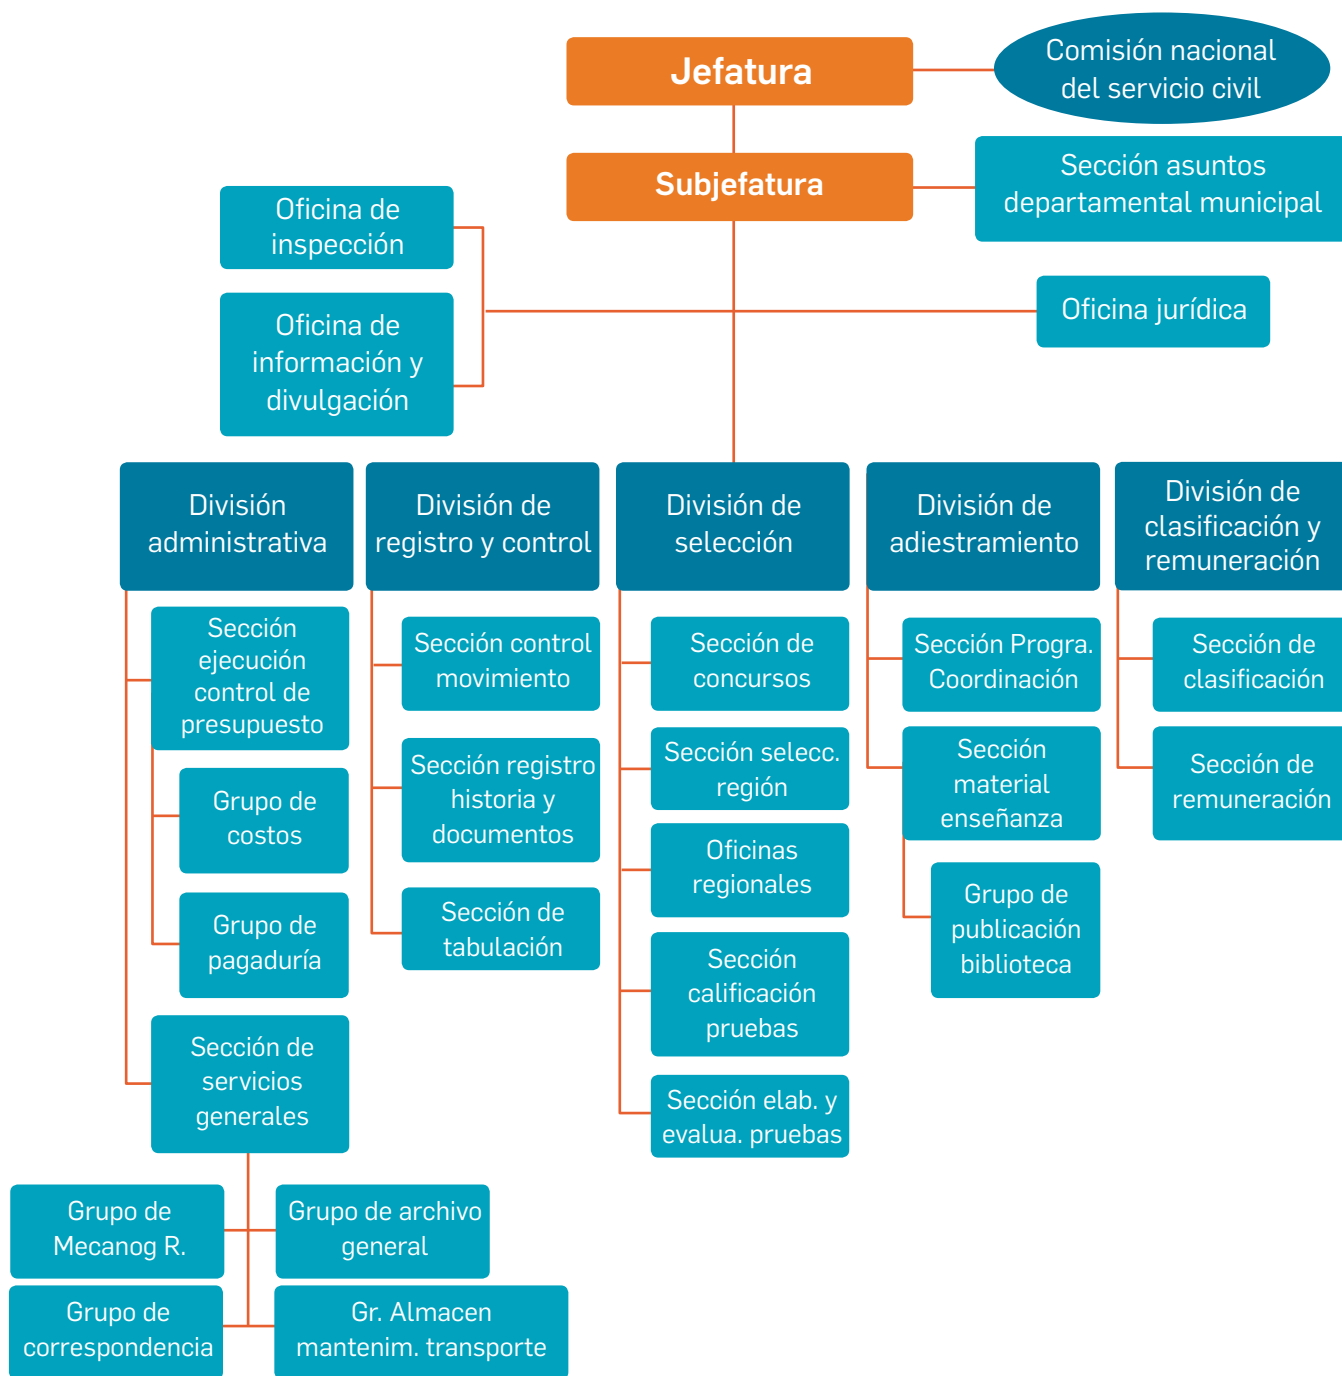 Jefatura
Comisión nacional
del servicio civil
Subjefatura
Sección asuntos
departamental municipal
Oficina de
inspección
Oficina de
información y
divulgación
Oficina jurídica
División
administrativa
División de
registro y control
División de
selección
División de
adiestramiento
División de
clasificación y
remuneración
Sección
ejecución
control de
presupuesto
Grupo de
costos
Grupo de
pagaduría
Sección de
servicios
generales
Grupo de
Mecanog R.
Grupo de archivo
general
Grupo de
correspondencia
Gr. Almacen
mantenim. transporte
Sección control
movimiento
Sección registro
historia y
documentos
Sección de
tabulación
Sección de
concursos
Sección selecc.
región
Oficinas
regionales
Sección
calificación
pruebas
Sección elab. y
evalua. pruebas
Sección Progra.
Coordinación
Sección
material
enseñanza
Grupo de
publicación
biblioteca
Sección de
clasificación
Sección de
remuneración